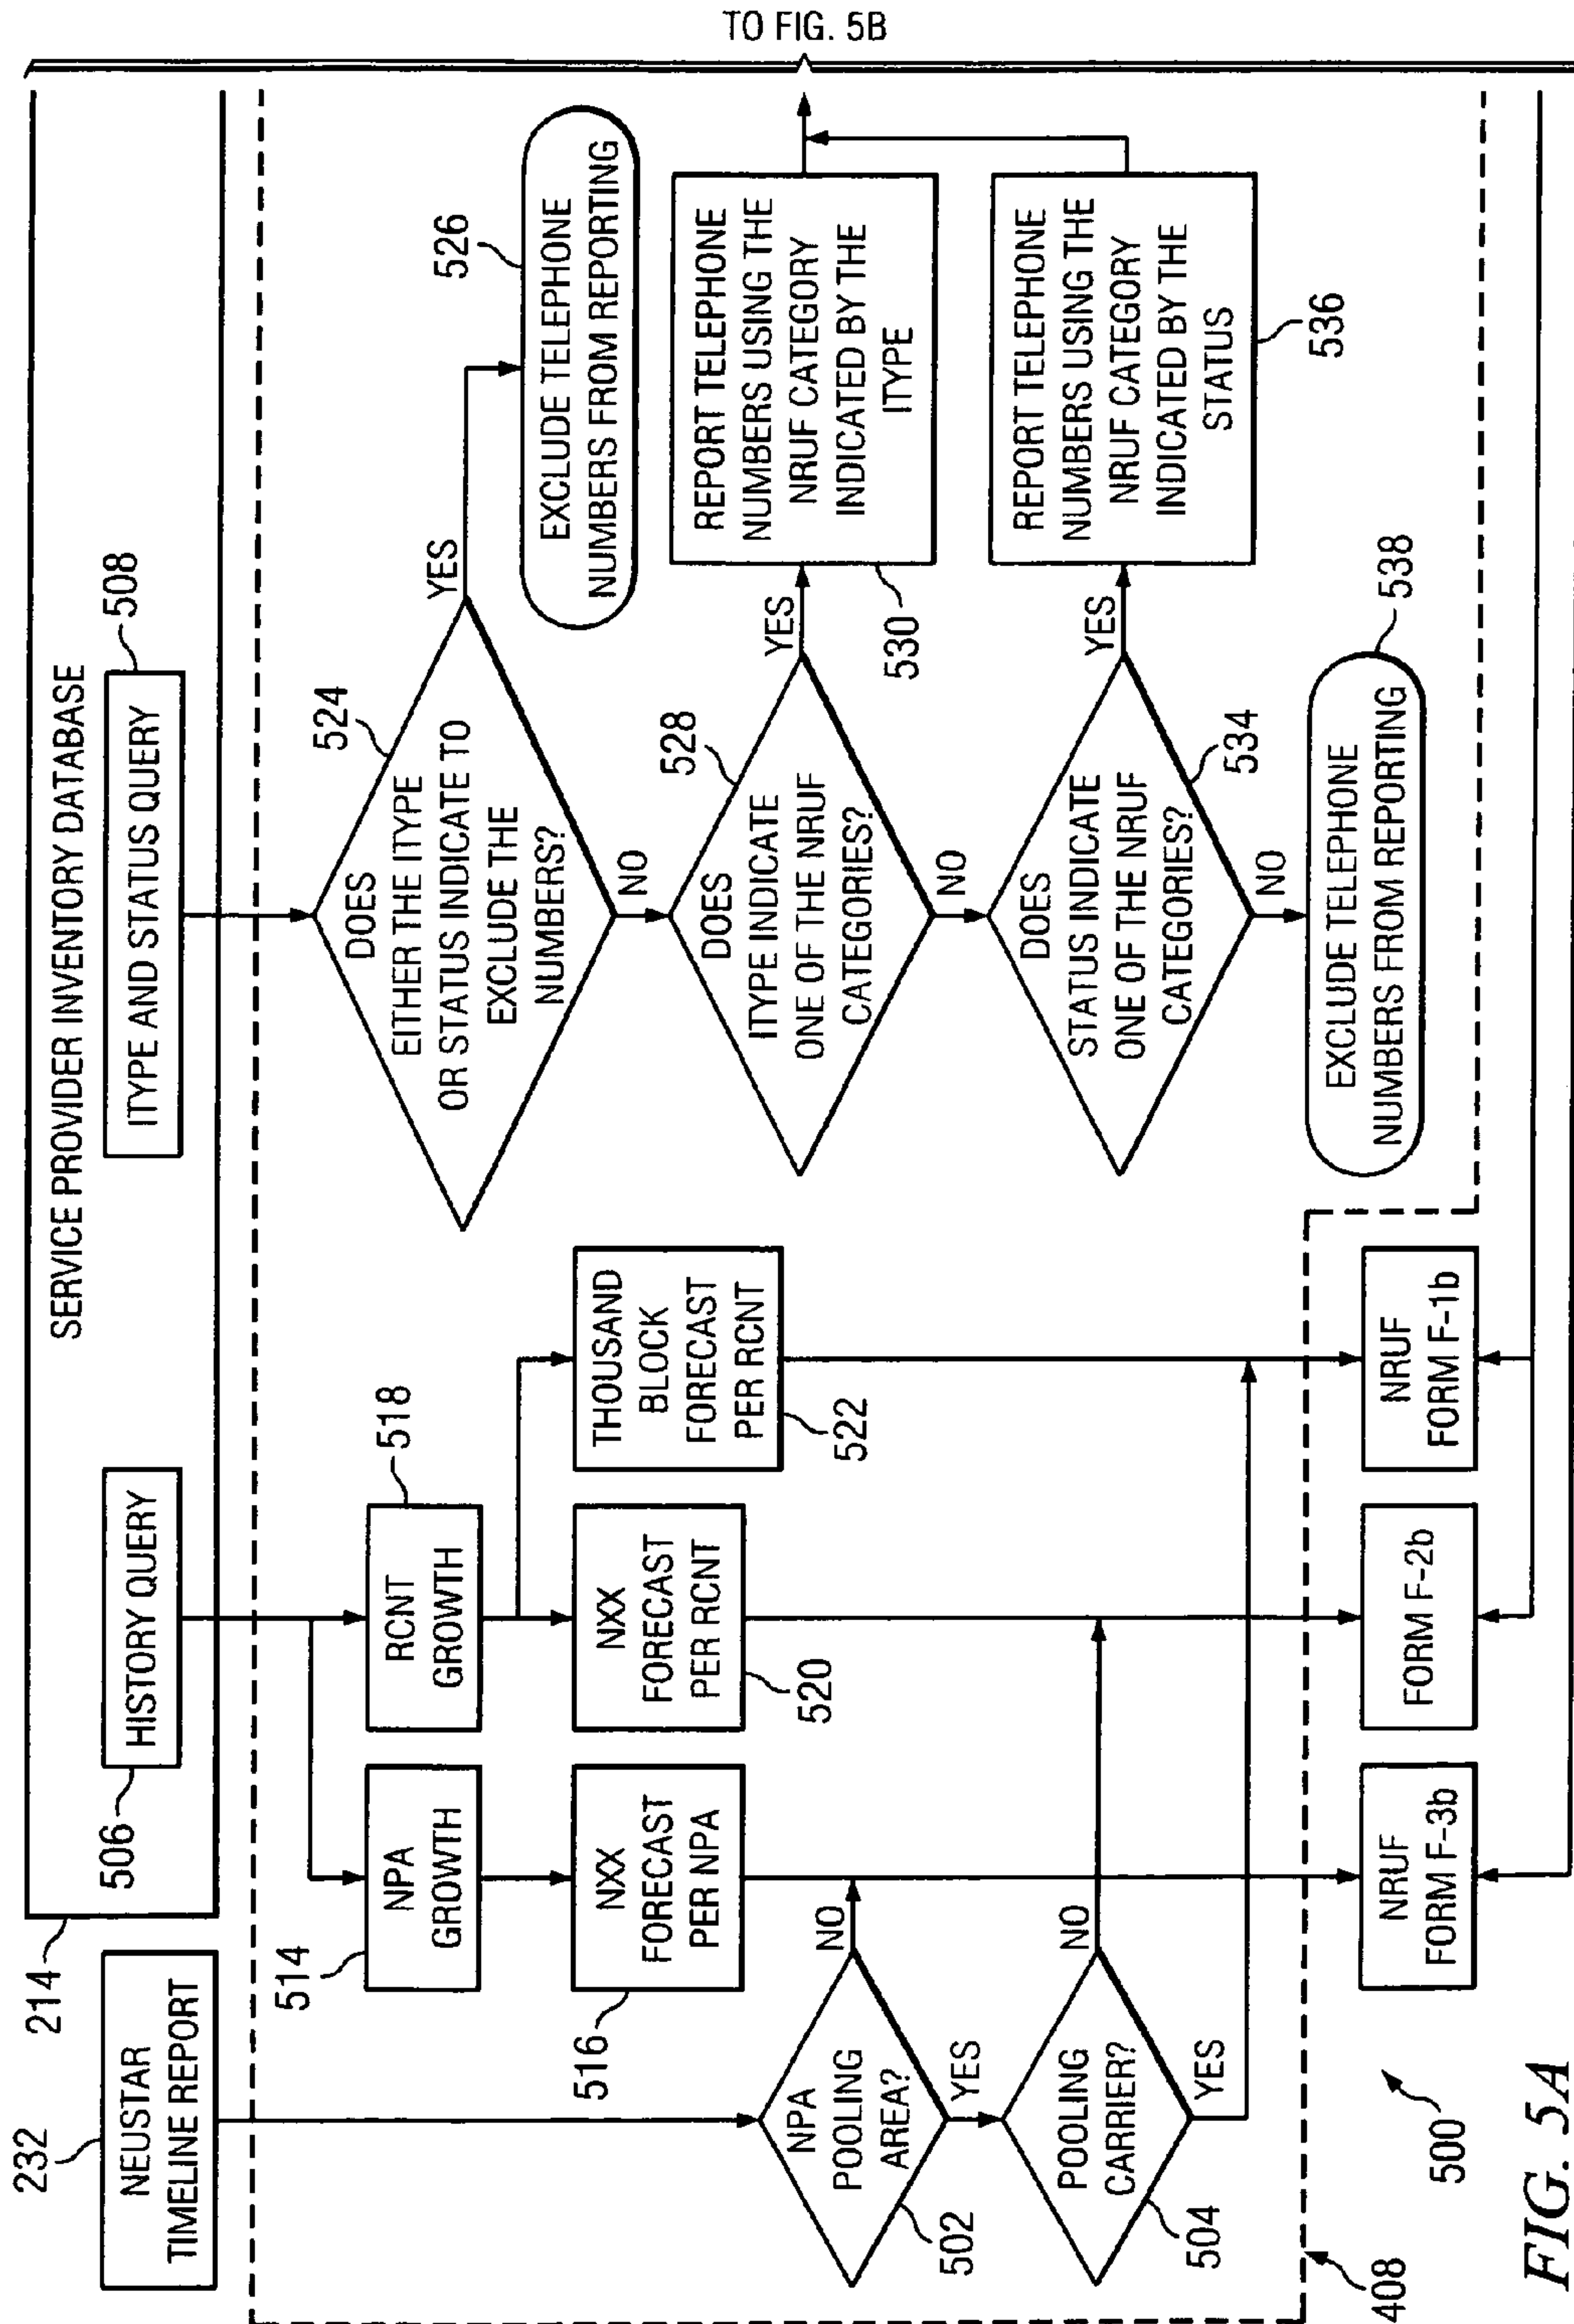 232
NEUSTAR
TIMELINE REPORT
214
SERVICE PROVIDER INVENTORY DATABASE
506
HISTORY QUERY
ITYPE AND STATUS QUERY
508
TO FIG. 5B
514
NPA
GROWTH
RCNT
GROWTH
518
516
NXX
FORECAST
PER NPA
NXX
FORECAST
PER RCNT
520
THOUSAND
BLOCK
FORECAST
PER RCNT
522
NPA
POOLING
AREA?
502
NO
YES
POOLING
CARRIER?
504
NO
YES
DOES
EITHER THE ITYPE
OR STATUS INDICATE TO
EXCLUDE THE
NUMBERS?
524
YES
NO
526
EXCLUDE TELEPHONE
NUMBERS FROM REPORTING
DOES
ITYPE INDICATE
ONE OF THE NRUF
CATEGORIES?
528
YES
NO
REPORT TELEPHONE
NUMBERS USING THE
NRUF CATEGORY
INDICATED BY THE
ITYPE
530
DOES
STATUS INDICATE
ONE OF THE NRUF
CATEGORIES?
534
YES
NO
REPORT TELEPHONE
NUMBERS USING THE
NRUF CATEGORY
INDICATED BY THE
STATUS
536
EXCLUDE TELEPHONE
NUMBERS FROM REPORTING
538
NRUF
FORM F-3b
FORM F-2b
NRUF
FORM F-1b
408
500
FIG. 5A